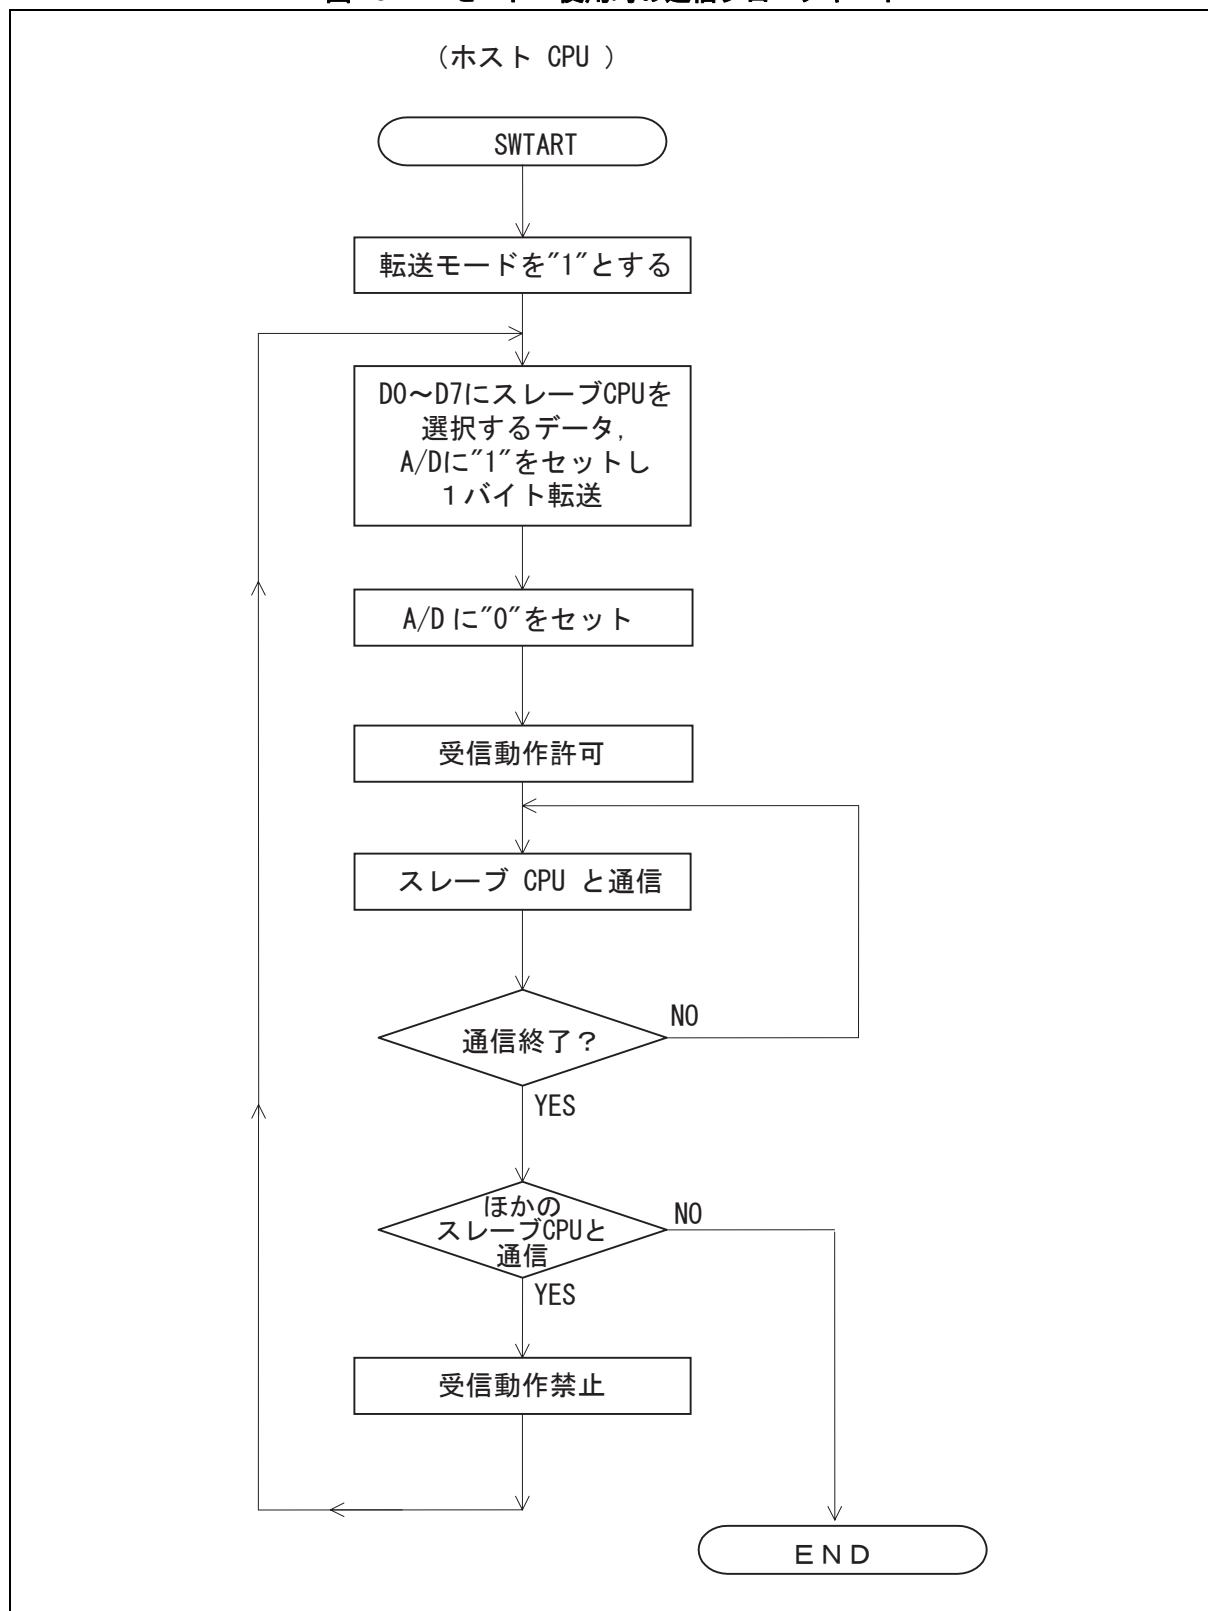 （ホスト CPU ）
SWTART
転送モードを"1"とする
D0～D7にスレーブCPUを
選択するデータ,
A/Dに"1"をセットし
１バイト転送
A/D に"0"をセット
受信動作許可
スレーブ CPU と通信
通信終了？
NO
YES
ほかの
スレーブCPUと
通信
NO
YES
受信動作禁止
ＥＮＤ